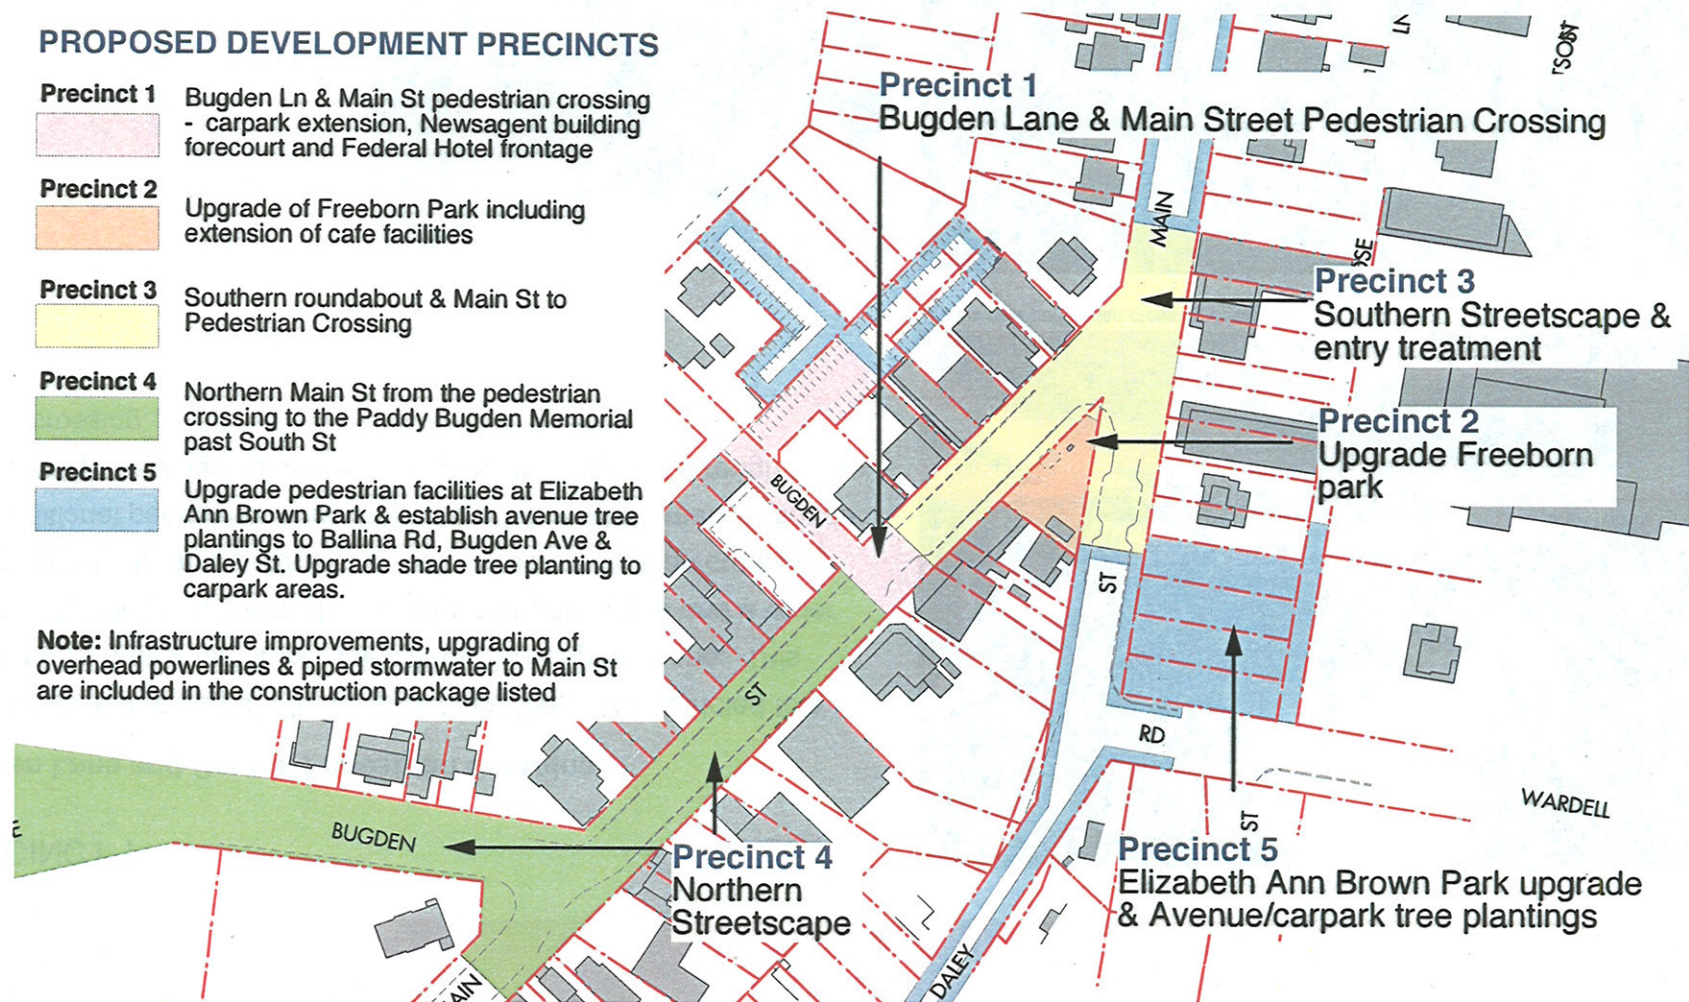 PROPOSED DEVELOPMENT PRECINCTS
Precinct 1
Bugden Ln & Main St pedestrian crossing
- carpark extension, Newsagent building
forecourt and Federal Hotel frontage
Precinct 2
Upgrade of Freeborn Park including
extension of cafe facilities
Precinct 3
Southern roundabout & Main St to
Pedestrian Crossing
Precinct 4
Northern Main St from the pedestrian
crossing to the Paddy Bugden Memorial
past South St
Precinct 5
Upgrade pedestrian facilities at Elizabeth
Ann Brown Park & establish avenue tree
plantings to Ballina Rd, Bugden Ave &
Daley St. Upgrade shade tree planting to
carpark areas.
Note: Infrastructure improvements, upgrading of
overhead powerlines & piped stormwater to Main St
are included in the construction package listed
Precinct 1
Bugden Lane & Main Street Pedestrian Crossing
LN
MAIN
Precinct 3
Southern Streetscape &
entry treatment
Precinct 2
Upgrade Freeborn
park
BUGDEN
ST
ST
RD
WARDELL
ST
BUGDEN
Precinct 4
Northern
Streetscape
Precinct 5
Elizabeth Ann Brown Park upgrade
& Avenue/carpark tree plantings
DALEY